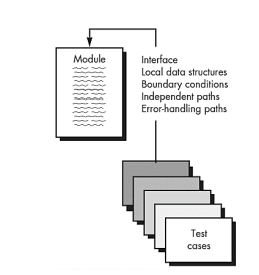 Module
Interface
Local data structures
Boundary conditions
Independent paths
Error-handling paths
Test
cases